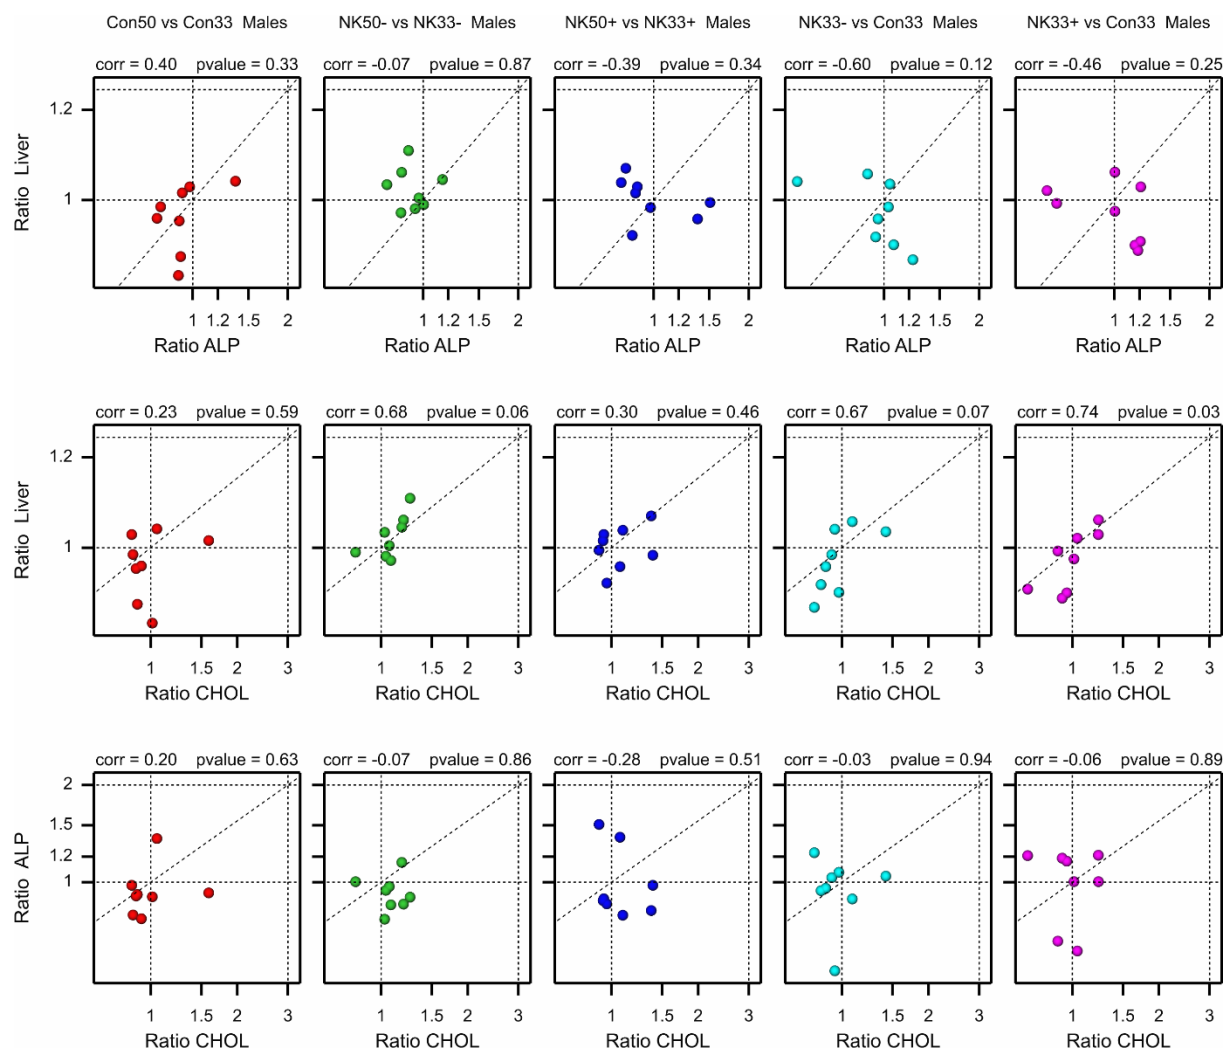 Con50 vs Con33 Males NK50- vs NK33- Males NK50+ vs NK33+ Males NK33- vs Con33 Males NK33+ vs Con33 Males
corr = 0.40 pvalue = 0.33 corr = -0.07 pvalue = 0.87 corr = -0.39 pvalue = 0.34 corr = -0.60 pvalue = 0.12 corr = -0.46 pvalue = 0.25
1.2
Ratio Liver
1
1 1.2 1.5 2 1 1.2 1.5 2 1 1.2 1.5 2 1 1.2 1.5 2 1 1.2 1.5 2
Ratio ALP Ratio ALP Ratio ALP Ratio ALP Ratio ALP
corr = 0.23 pvalue = 0.59 corr = 0.68 pvalue = 0.06 corr = 0.30 pvalue = 0.46 corr = 0.67 pvalue = 0.07 corr = 0.74 pvalue = 0.03
1.2
Ratio Liver
1
1 1.5 2 3 1 1.5 2 3 1 1.5 2 3 1 1.5 2 3 1 1.5 2 3
Ratio CHOL Ratio CHOL Ratio CHOL Ratio CHOL Ratio CHOL
corr = 0.20 pvalue = 0.63 corr = -0.07 pvalue = 0.86 corr = -0.28 pvalue = 0.51 corr = -0.03 pvalue = 0.94 corr = -0.06 pvalue = 0.89
2
1.5
1.2
Ratio ALP
1
1 1.5 2 3 1 1.5 2 3 1 1.5 2 3 1 1.5 2 3 1 1.5 2 3
Ratio CHOL Ratio CHOL Ratio CHOL Ratio CHOL Ratio CHOL